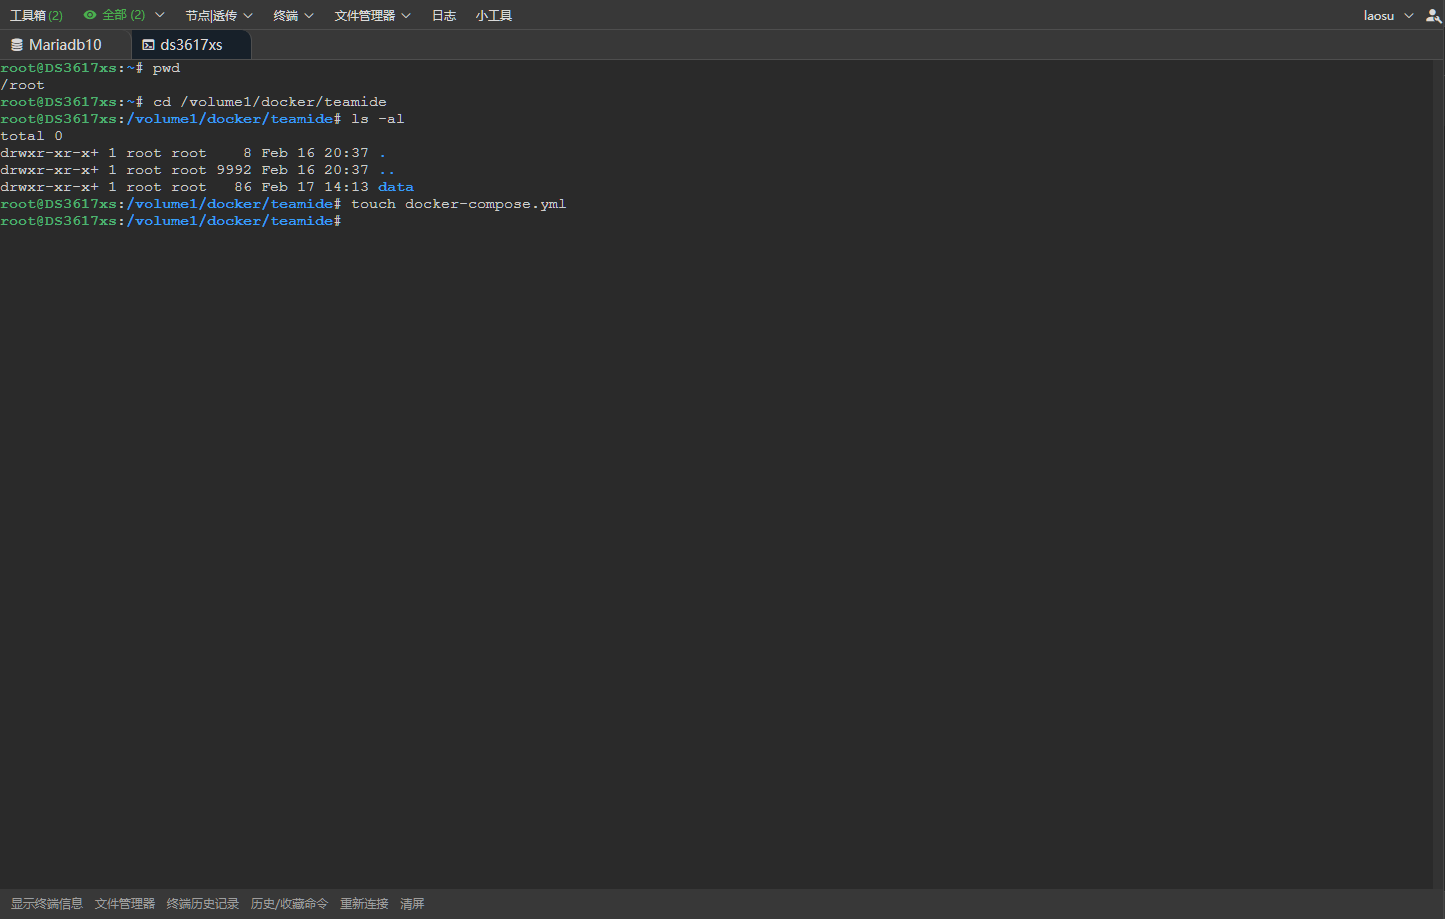 工具箱(2) 全部 (2) 节点|透传 终端 文件管理器 日志 小工具 laosu
Mariadb10 ds3617xs
root@DS3617xs:~# pwd
/root
root@DS3617xs:~# cd /volume1/docker/teamide
root@DS3617xs:/volume1/docker/teamide# ls -al
total 0
drwxr-xr-x+ 1 root root    8 Feb 16 20:37 .
drwxr-xr-x+ 1 root root 9992 Feb 16 20:37 ..
drwxr-xr-x+ 1 root root   86 Feb 17 14:13 data
root@DS3617xs:/volume1/docker/teamide# touch docker-compose.yml
root@DS3617xs:/volume1/docker/teamide#
显示终端信息 文件管理器 终端历史记录 历史/收藏命令 重新连接 清屏